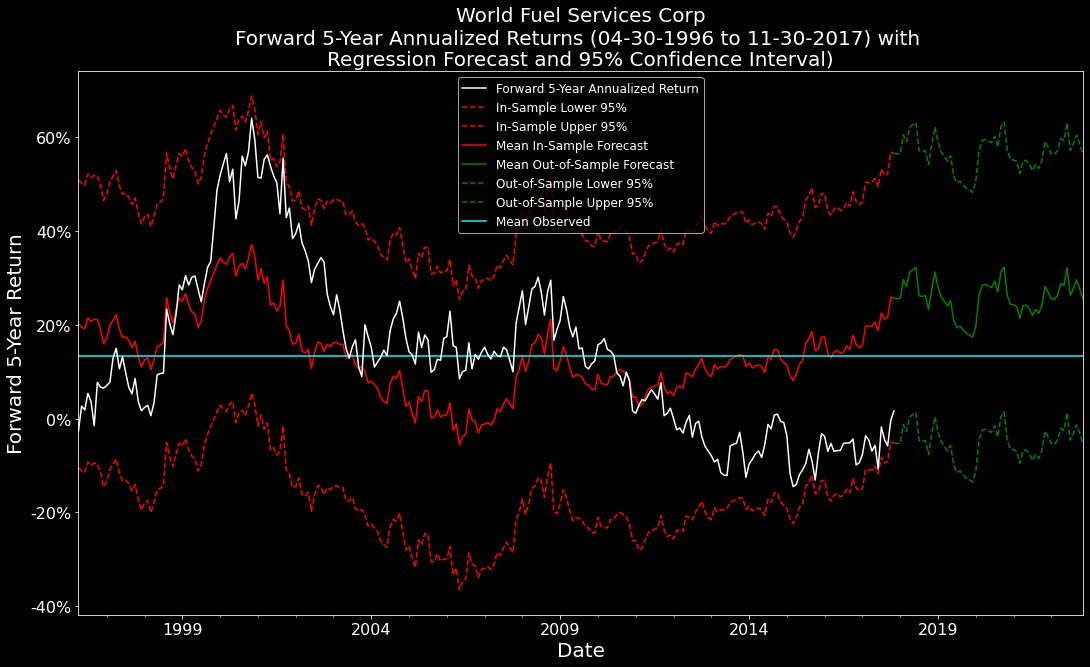 World Fuel Services Corp
Forward 5-Year Annualized Returns (04-30-1996 to 11-30-2017) with
Regression Forecast and 95% Confidence Interval)
Forward 5-Year Annualized Return
In-Sample Lower 95%
In-Sample Upper 95%
Mean In-Sample Forecast
Mean Out-of-Sample Forecast
Out-of-Sample Lower 95%
Out-of-Sample Upper 95%
Mean Observed
Forward 5-Year Return
60%
40%
20%
0%
-20%
-40%
1999 2004 2009 2014 2019
Date